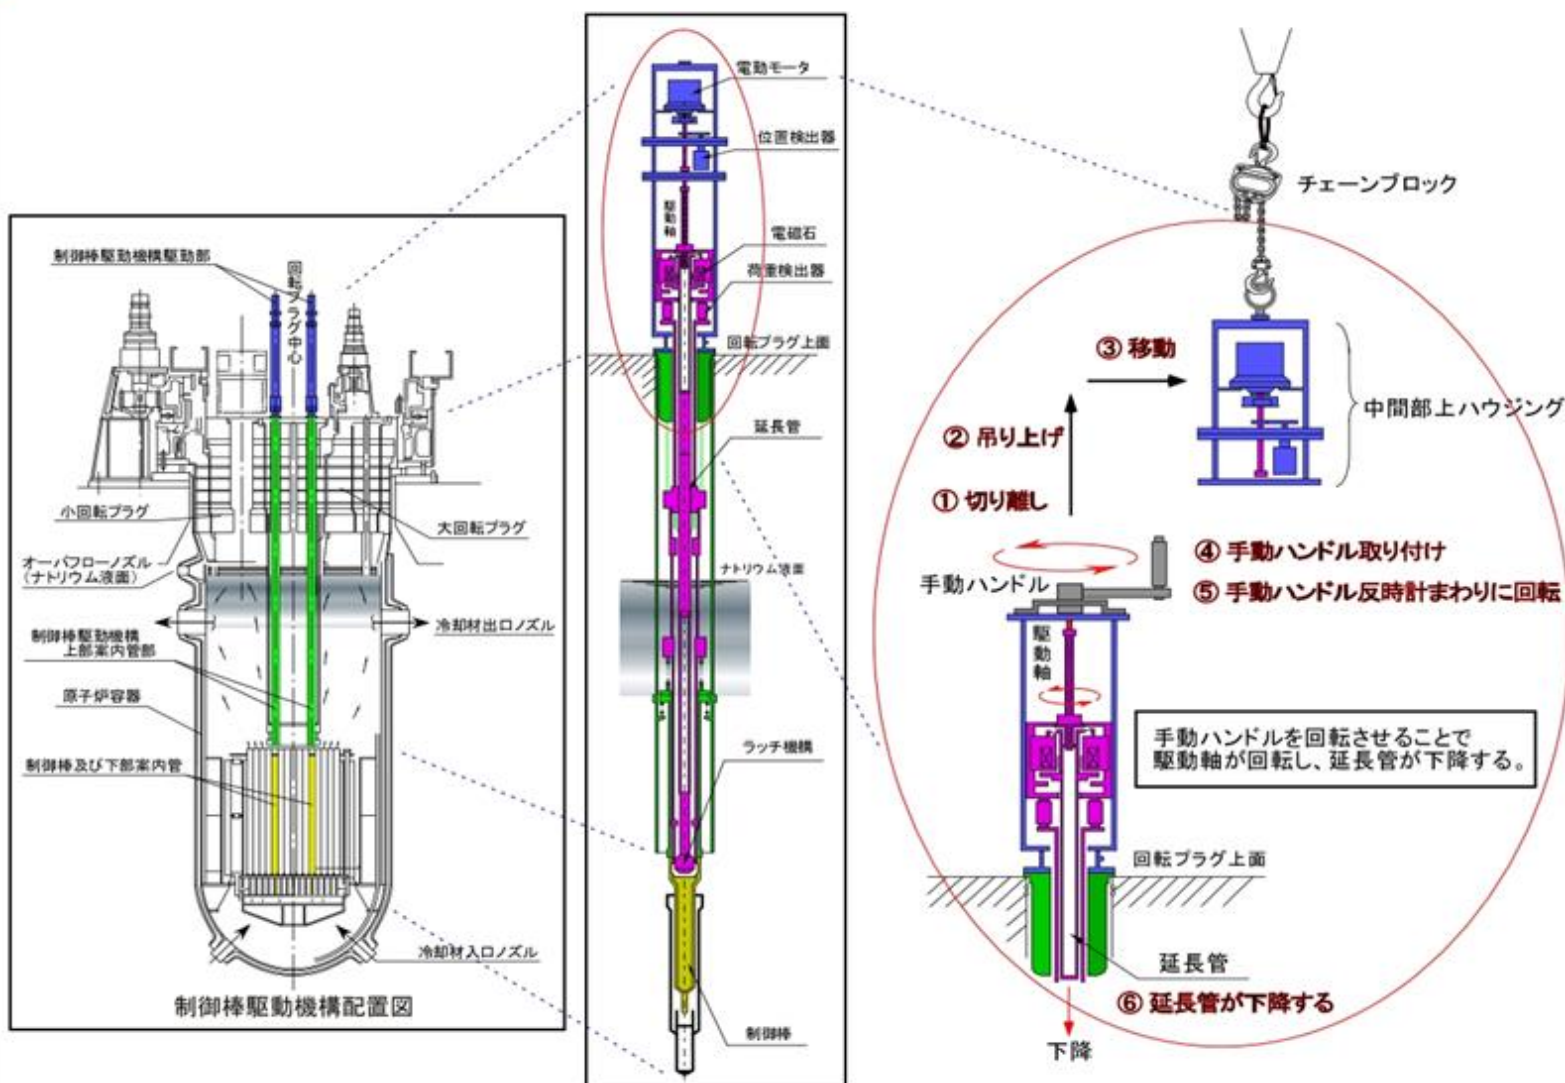 制御棒駆動機構駆動部
回転プラグ中心
小回転プラグ
大回転プラグ
オーバフローノズル
(ナトリウム液面)
冷却材出口ノズル
制御棒駆動機構
上部案内管部
原子炉容器
制御棒及び下部案内管
冷却材入口ノズル
制御棒駆動機構配置図
電動モータ
位置検出器
駆動軸
電磁石
荷重検出器
回転プラグ上面
延長管
ナトリウム液面
ラッチ機構
制御棒
チェーンブロック
③ 移動
中間部上ハウジング
② 吊り上げ
① 切り離し
④ 手動ハンドル取り付け
手動ハンドル
⑤ 手動ハンドル反時計まわりに回転
駆動軸
手動ハンドルを回転させることで
駆動軸が回転し、延長管が下降する。
回転プラグ上面
延長管
⑥ 延長管が下降する
下降